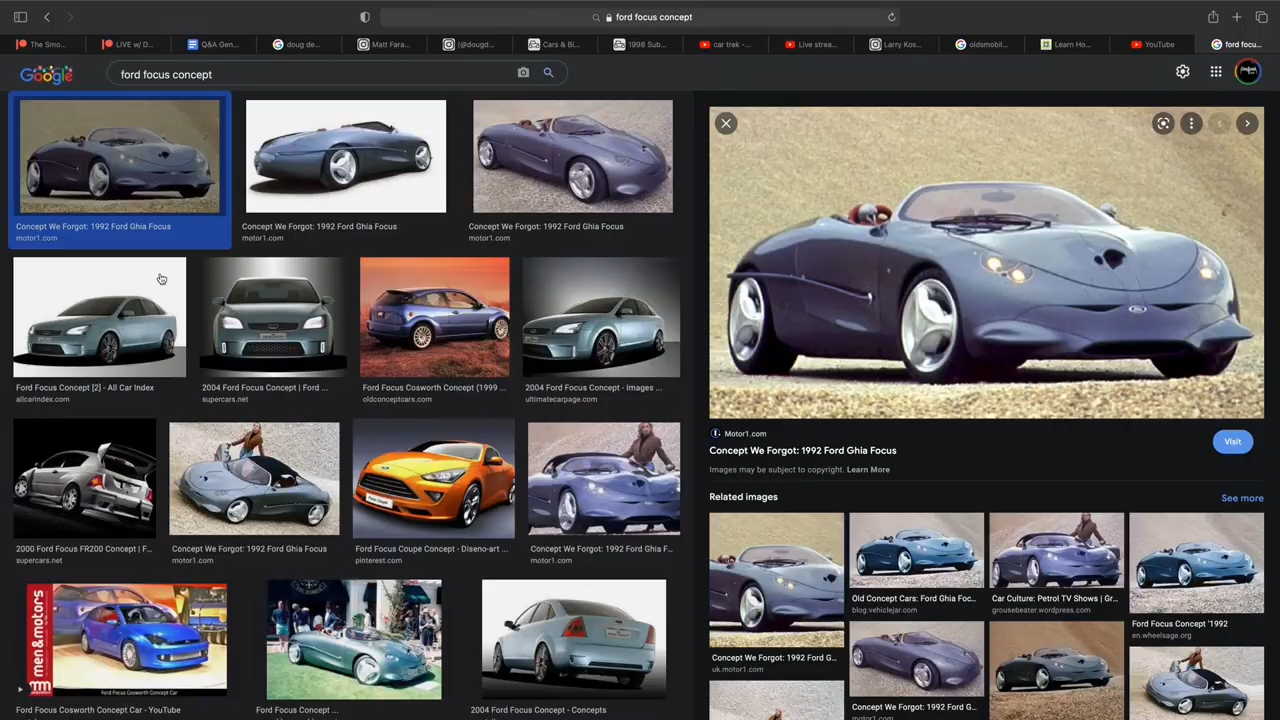 ford focus concept
The Smo...
LIVE w/ D...
Q&A Gen...
doug de...
Matt Fara...
(@dougd...
Cars & Bi...
1998 Sub...
car trek -...
Live strea...
Larry Kos...
oldsmobil...
Learn Ho...
YouTube
ford focu...
Google
ford focus concept
Concept We Forgot: 1992 Ford Ghia Focus
motor1.com
Concept We Forgot: 1992 Ford Ghia Focus
motor1.com
Concept We Forgot: 1992 Ford Ghia Focus
motor1.com
Ford Focus Concept [2] - All Car Index
allcarindex.com
2004 Ford Focus Concept | Ford ...
supercars.net
Ford Focus Cosworth Concept (1999 ...
oldconceptcars.com
2004 Ford Focus Concept - Images ...
ultimatecarpage.com
2000 Ford Focus FR200 Concept | F...
supercars.net
Concept We Forgot: 1992 Ford Ghia Focus
motor1.com
Ford Focus Coupe Concept - Diseno-art ...
pinterest.com
Concept We Forgot: 1992 Ford Ghia F...
motor1.com
men & motors
Ford Focus Cosworth Concept Car
Ford Focus Cosworth Concept Car - YouTube
Ford Focus Concept ...
2004 Ford Focus Concept - Concepts
Motor1.com
Concept We Forgot: 1992 Ford Ghia Focus
Visit
Images may be subject to copyright. Learn More
Related images
See more
Concept We Forgot: 1992 Ford G...
uk.motor1.com
Old Concept Cars: Ford Ghia Foc...
blog.vehiclejar.com
Car Culture: Petrol TV Shows | Gr...
grousebeater.wordpress.com
Ford Focus Concept '1992
en.wheelsage.org
Concept We Forgot: 1992 Ford G...
motor1.com